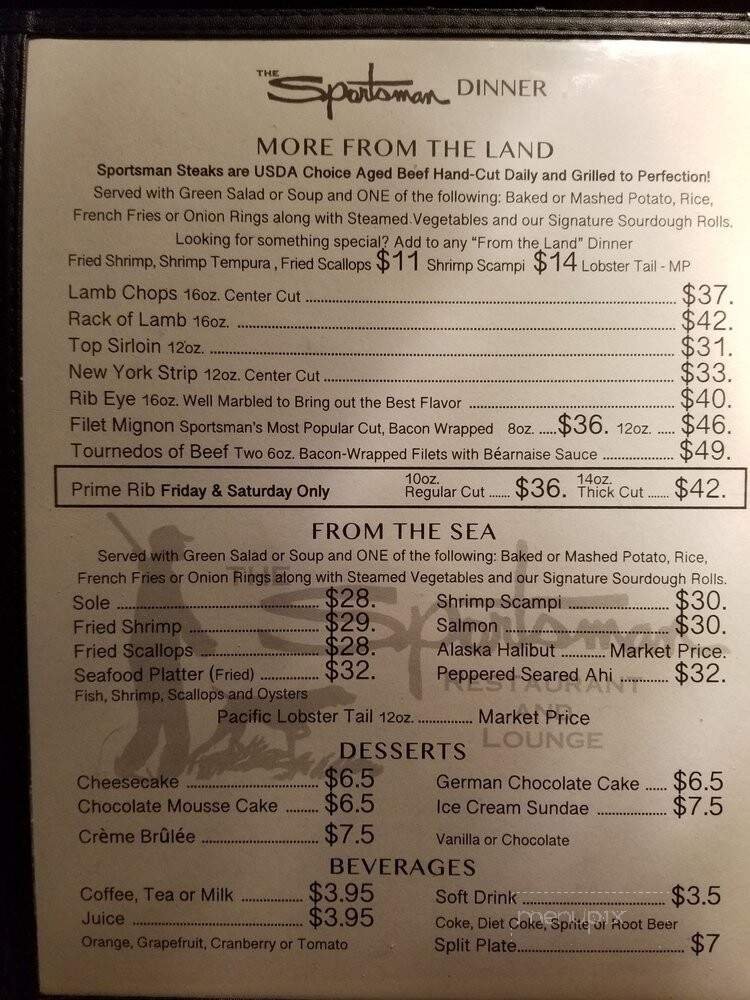 THE Sportsman DINNER
MORE FROM THE LAND
Sportsman Steaks are USDA Choice Aged Beef Hand-Cut Daily and Grilled to Perfection!
Served with Green Salad or Soup and ONE of the following: Baked or Mashed Potato, Rice,
French Fries or Onion Rings along with Steamed Vegetables and our Signature Sourdough Rolls.
Looking for something special? Add to any "From the Land" Dinner
Fried Shrimp, Shrimp Tempura, Fried Scallops $11 Shrimp Scampi $14 Lobster Tail - MP
Lamb Chops 16oz. Center Cut $37.
Rack of Lamb 16oz. $42.
Top Sirloin 12oz. $31.
New York Strip 12oz. Center Cut $33.
Rib Eye 16oz. Well Marbled to Bring out the Best Flavor $40.
Filet Mignon Sportsman's Most Popular Cut, Bacon Wrapped 8oz. $36. 12oz. $46.
Tournedos of Beef Two 6oz. Bacon-Wrapped Filets with Béarnaise Sauce $49.
Prime Rib Friday & Saturday Only 10oz. Regular Cut $36. 14oz. Thick Cut $42.
FROM THE SEA
Served with Green Salad or Soup and ONE of the following: Baked or Mashed Potato, Rice,
French Fries or Onion Rings along with Steamed Vegetables and our Signature Sourdough Rolls.
Sole $28. Shrimp Scampi $30.
Fried Shrimp $29. Salmon $30.
Fried Scallops $28. Alaska Halibut Market Price.
Seafood Platter (Fried) $32. Peppered Seared Ahi $32.
Fish, Shrimp, Scallops and Oysters
Pacific Lobster Tail 12oz. Market Price
THE
Sportsman
RESTAURANT
AND
LOUNGE
DESSERTS
Cheesecake $6.5 German Chocolate Cake $6.5
Chocolate Mousse Cake $6.5 Ice Cream Sundae $7.5
Crème Brûlée $7.5 Vanilla or Chocolate
BEVERAGES
Coffee, Tea or Milk $3.95 Soft Drink $3.5
Juice $3.95 Coke, Diet Coke, Sprite or Root Beer
Orange, Grapefruit, Cranberry or Tomato Split Plate $7
menupix